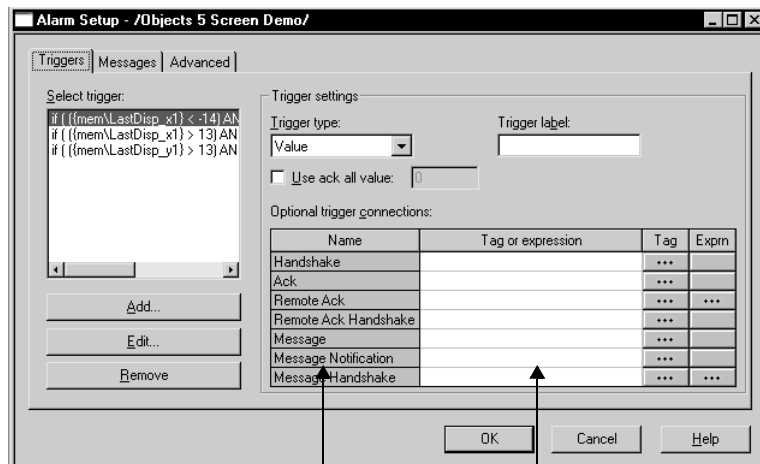 Alarm Setup - /Objects 5 Screen Demo/
Triggers Messages Advanced
Select trigger:
if ( ({mem\LastDisp_x1} < -14) AN
if ( ({mem\LastDisp_x1} > 13) AN
if ( ({mem\LastDisp_y1} > 13) AN
Add...
Edit...
Remove
Trigger settings
Trigger type:
Value
Trigger label:
Use ack all value: 0
Optional trigger connections:
Name Tag or expression Tag Exprn
Handshake ...
Ack ...
Remote Ack ... ...
Remote Ack Handshake ...
Message ...
Message Notification ...
Message Handshake ... ...
OK Cancel Help